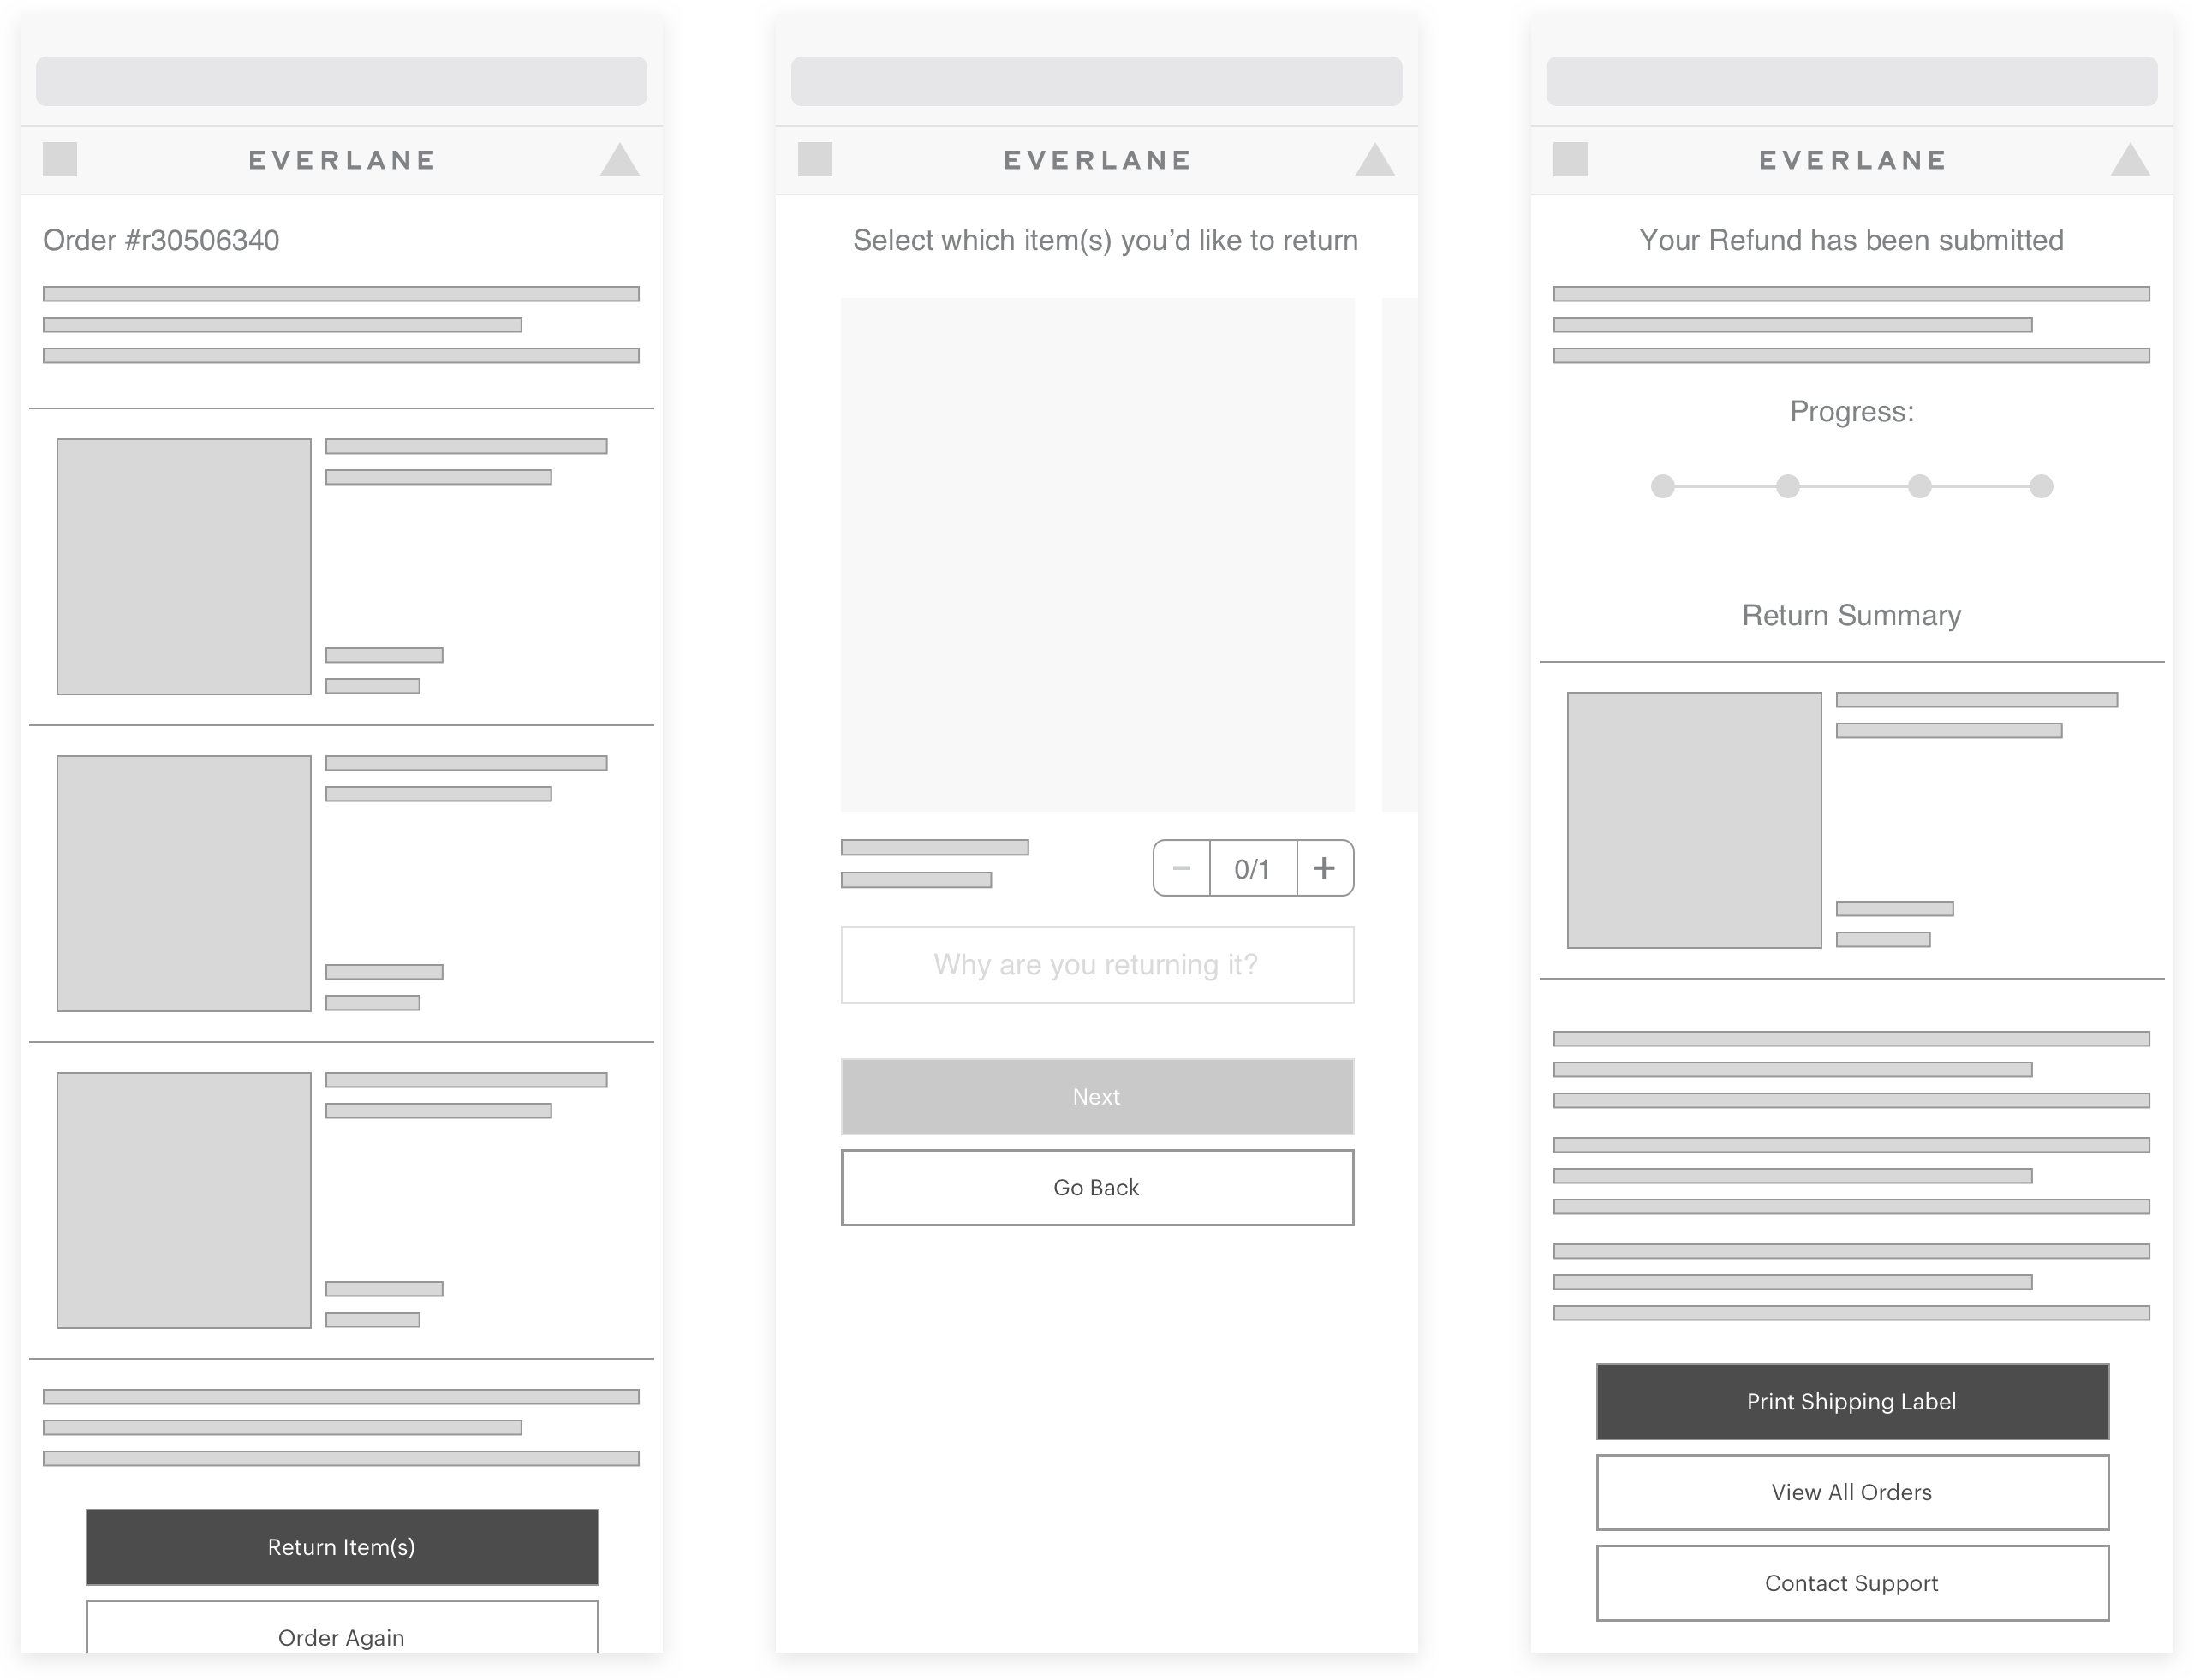 EVERLANE
Order #r30506340
Return Item(s)
Order Again
EVERLANE
Select which item(s) you’d like to return
− 0/1 +
Why are you returning it?
Next
Go Back
EVERLANE
Your Refund has been submitted
Progress:
Return Summary
Print Shipping Label
View All Orders
Contact Support